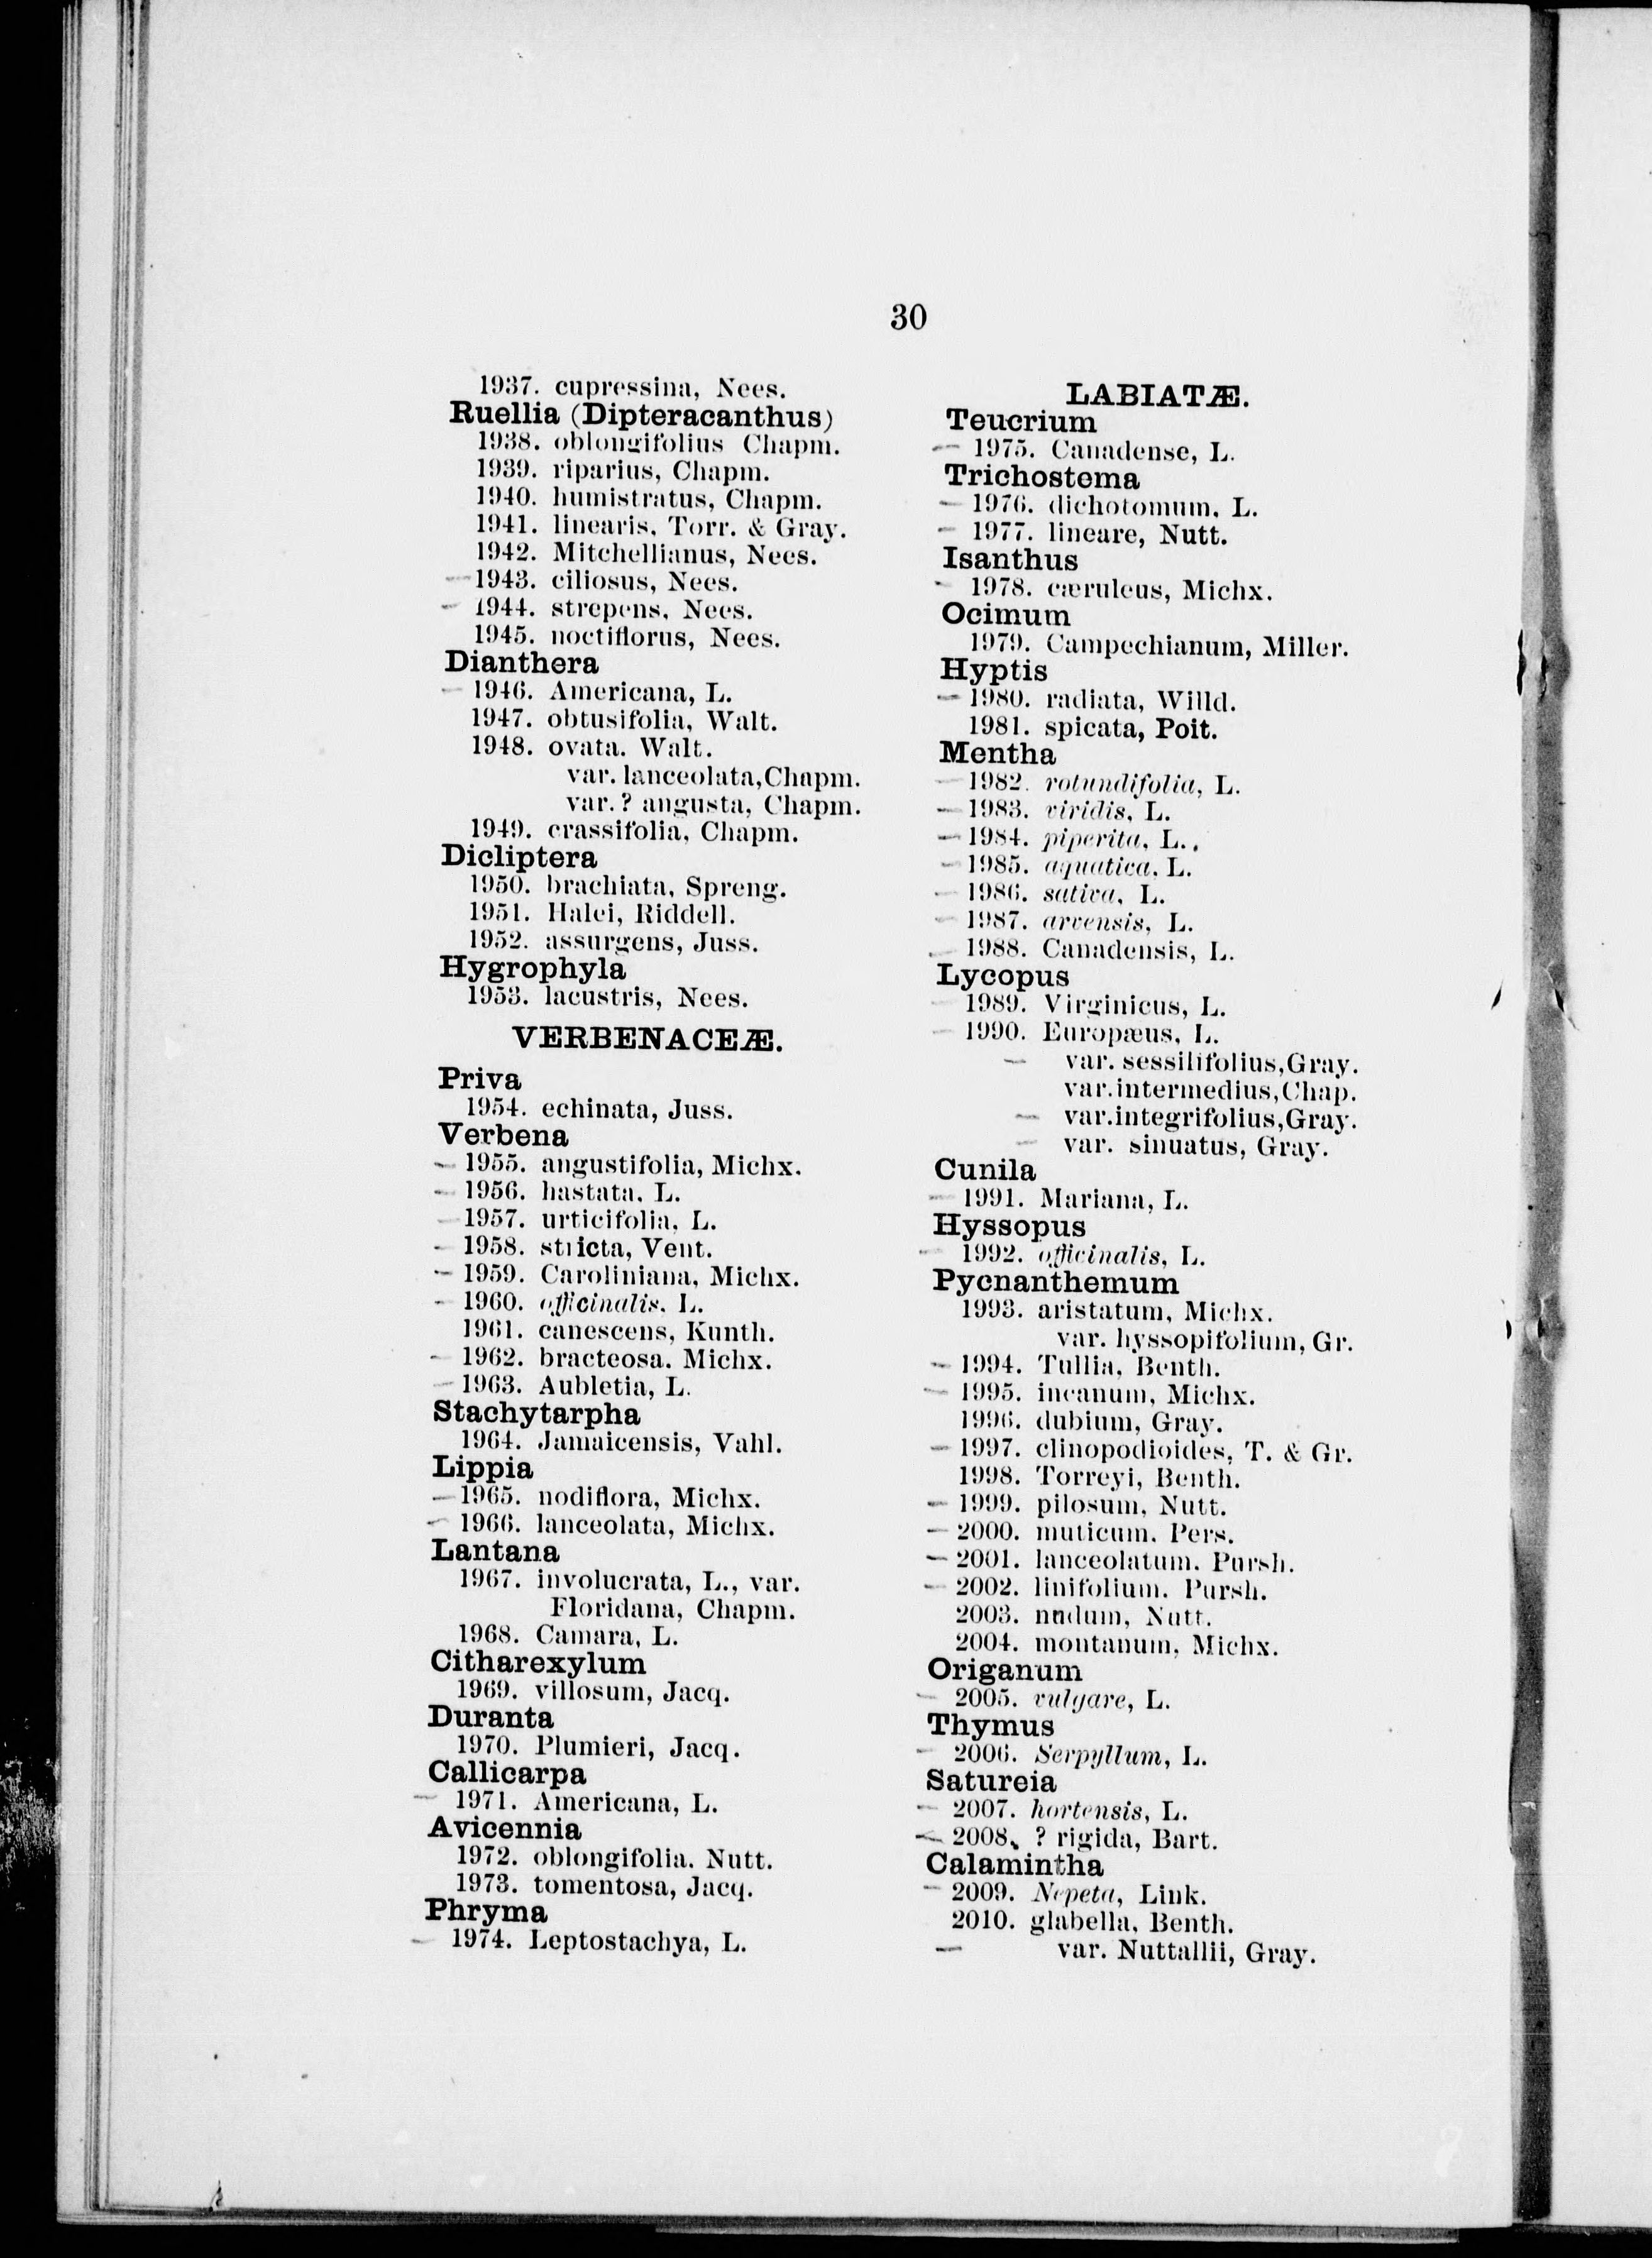 30
1937. cupressina, Nees.
Ruellia (Dipteracanthus)
1938. oblongifolius Chapm.
1939. riparius, Chapm.
1940. humistratus, Chapm.
1941. linearis, Torr. & Gray.
1942. Mitchellianus, Nees.
1943. ciliosus, Nees.
1944. strepens, Nees.
1945. noctiflorus, Nees.
Dianthera
1946. Americana, L.
1947. obtusifolia, Walt.
1948. ovata. Walt.
var. lanceolata,Chapm.
var. ? angusta, Chapm.
1949. crassifolia, Chapm.
Dicliptera
1950. brachiata, Spreng.
1951. Halei, Riddell.
1952. assurgens, Juss.
Hygrophyla
1953. lacustris, Nees.
VERBENACEÆ.
Priva
1954. echinata, Juss.
Verbena
1955. angustifolia, Michx.
1956. hastata. L.
1957. urticifolia, L.
1958. stricta, Vent.
1959. Caroliniana, Michx.
1960. officinalis. L.
1961. canescens, Kunth.
1962. bracteosa. Michx.
1963. Aubletia, L.
Stachytarpha
1964. Jamaicensis, Vahl.
Lippia
1965. nodiflora, Michx.
1966. lanceolata, Michx.
Lantana
1967. involucrata, L., var.
Floridana, Chapm.
1968. Camara, L.
Citharexylum
1969. villosum, Jacq.
Duranta
1970. Plumieri, Jacq.
Callicarpa
1971. Americana, L.
Avicennia
1972. oblongifolia. Nutt.
1973. tomentosa, Jacq.
Phryma
1974. Leptostachya, L.
LABIATÆ.
Teucrium
1975. Canadense, L.
Trichostema
1976. dichotomum, L.
1977. lineare, Nutt.
Isanthus
1978. cæruleus, Michx.
Ocimum
1979. Campechianum, Miller.
Hyptis
1980. radiata, Willd.
1981. spicata, Poit.
Mentha
1982. rotundifolia, L.
1983. viridis, L.
1984. piperita, L.,
1985. aquatica, L.
1986. sativa, L.
1987. arvensis, L.
1988. Canadensis, L.
Lycopus
1989. Virginicus, L.
1990. Europæus, L.
var. sessilifolius,Gray.
var.intermedius,Chap.
var.integrifolius,Gray.
var. sinuatus, Gray.
Cunila
1991. Mariana, L.
Hyssopus
1992. officinalis, L.
Pycnanthemum
1993. aristatum, Michx.
var. hyssopifolium, Gr.
1994. Tullia, Benth.
1995. incanum, Michx.
1996. dubium, Gray.
1997. clinopodioides, T. & Gr.
1998. Torreyi, Benth.
1999. pilosum, Nutt.
2000. muticum. Pers.
2001. lanceolatum. Pursh.
2002. linifolium. Pursh.
2003. nudum, Nutt.
2004. montanum, Michx.
Origanum
2005. vulgare, L.
Thymus
2006. Serpyllum, L.
Satureia
2007. hortensis, L.
2008. ? rigida, Bart.
Calamintha
2009. Nepeta, Link.
2010. glabella, Benth.
var. Nuttallii, Gray.